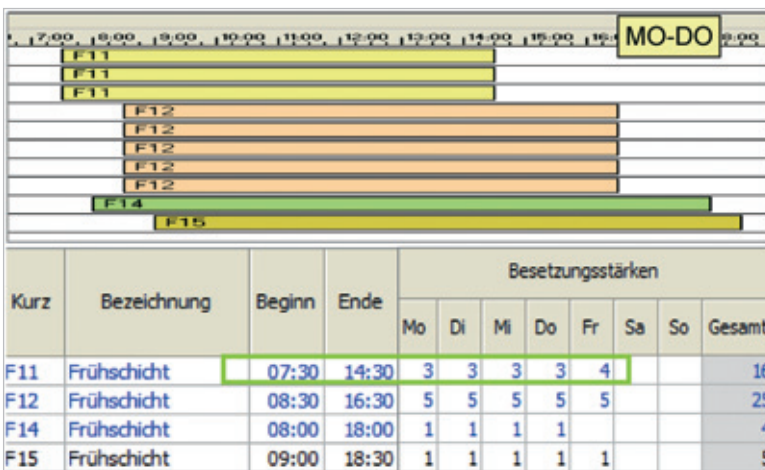 7:00 8:00 9:00 10:00 11:00 12:00 13:00 14:00 15:00 MO-DO
F11
F11
F11
F12
F12
F12
F12
F12
F14
F15
Besetzungsstärken
Kurz Bezeichnung Beginn Ende Mo Di Mi Do Fr Sa So Gesamt
F11 Frühschicht 07:30 14:30 3 3 3 3 4 16
F12 Frühschicht 08:30 16:30 5 5 5 5 5 25
F14 Frühschicht 08:00 18:00 1 1 1 1 4
F15 Frühschicht 09:00 18:30 1 1 1 1 1 5